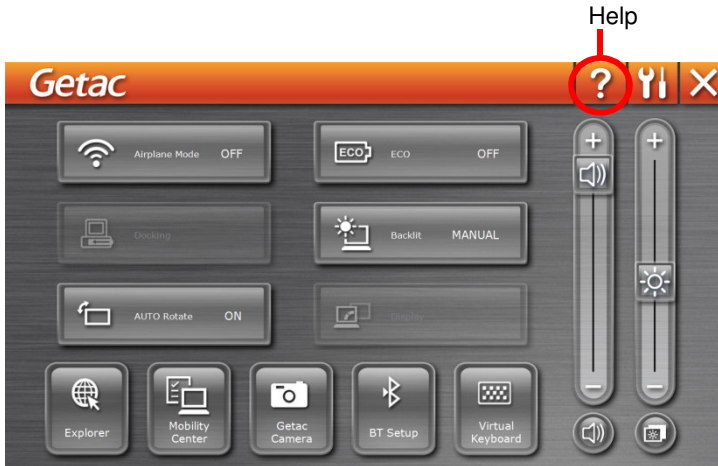 Help
Getac
?
Airplane Mode OFF
ECO ECO OFF
Docking
Backlit MANUAL
AUTO Rotate ON
Display
Explorer
Mobility
Center
Getac
Camera
BT Setup
Virtual
Keyboard